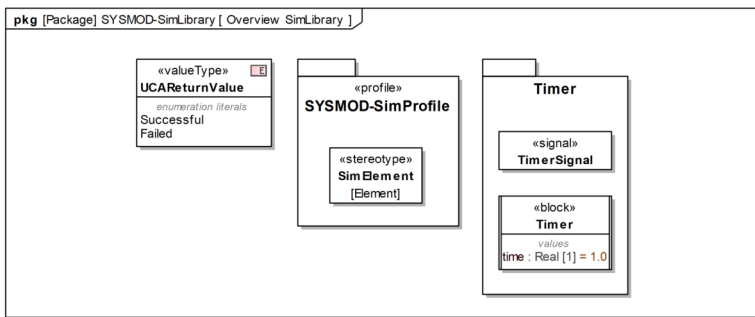 pkg [Package] SYSMOD-SimLibrary [ Overview SimLibrary ]
«valueType» E
UCAReturnValue
enumeration literals
Successful
Failed
«profile»
SYSMOD-SimProfile
«stereotype»
SimElement
[Element]
Timer
«signal»
TimerSignal
«block»
Timer
values
time : Real [1] = 1.0